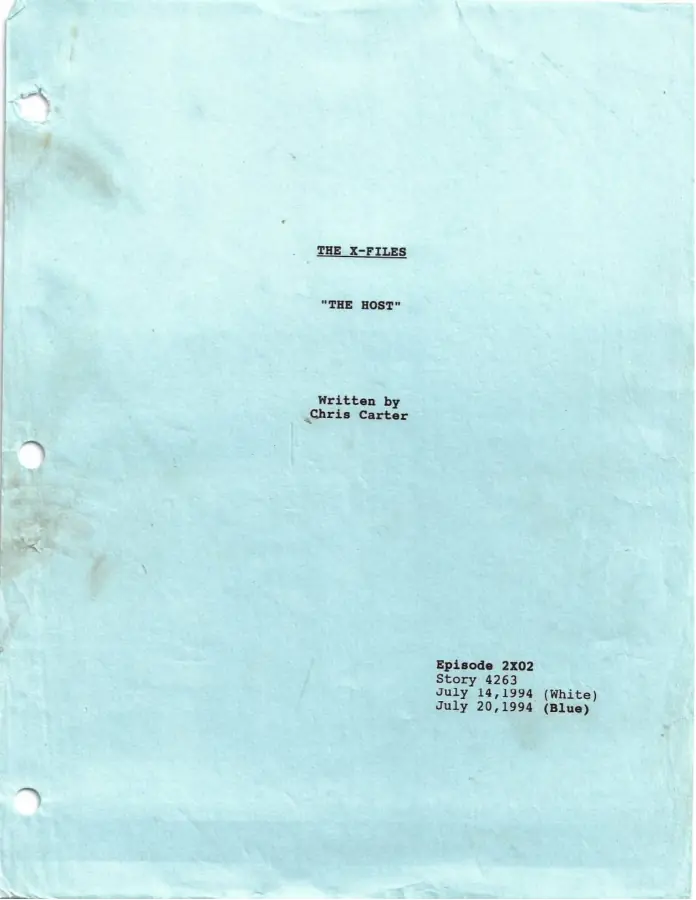 THE X-FILES
"THE HOST"
Written by
Chris Carter
Episode 2X02
Story 4263
July 14,1994 (White)
July 20,1994 (Blue)